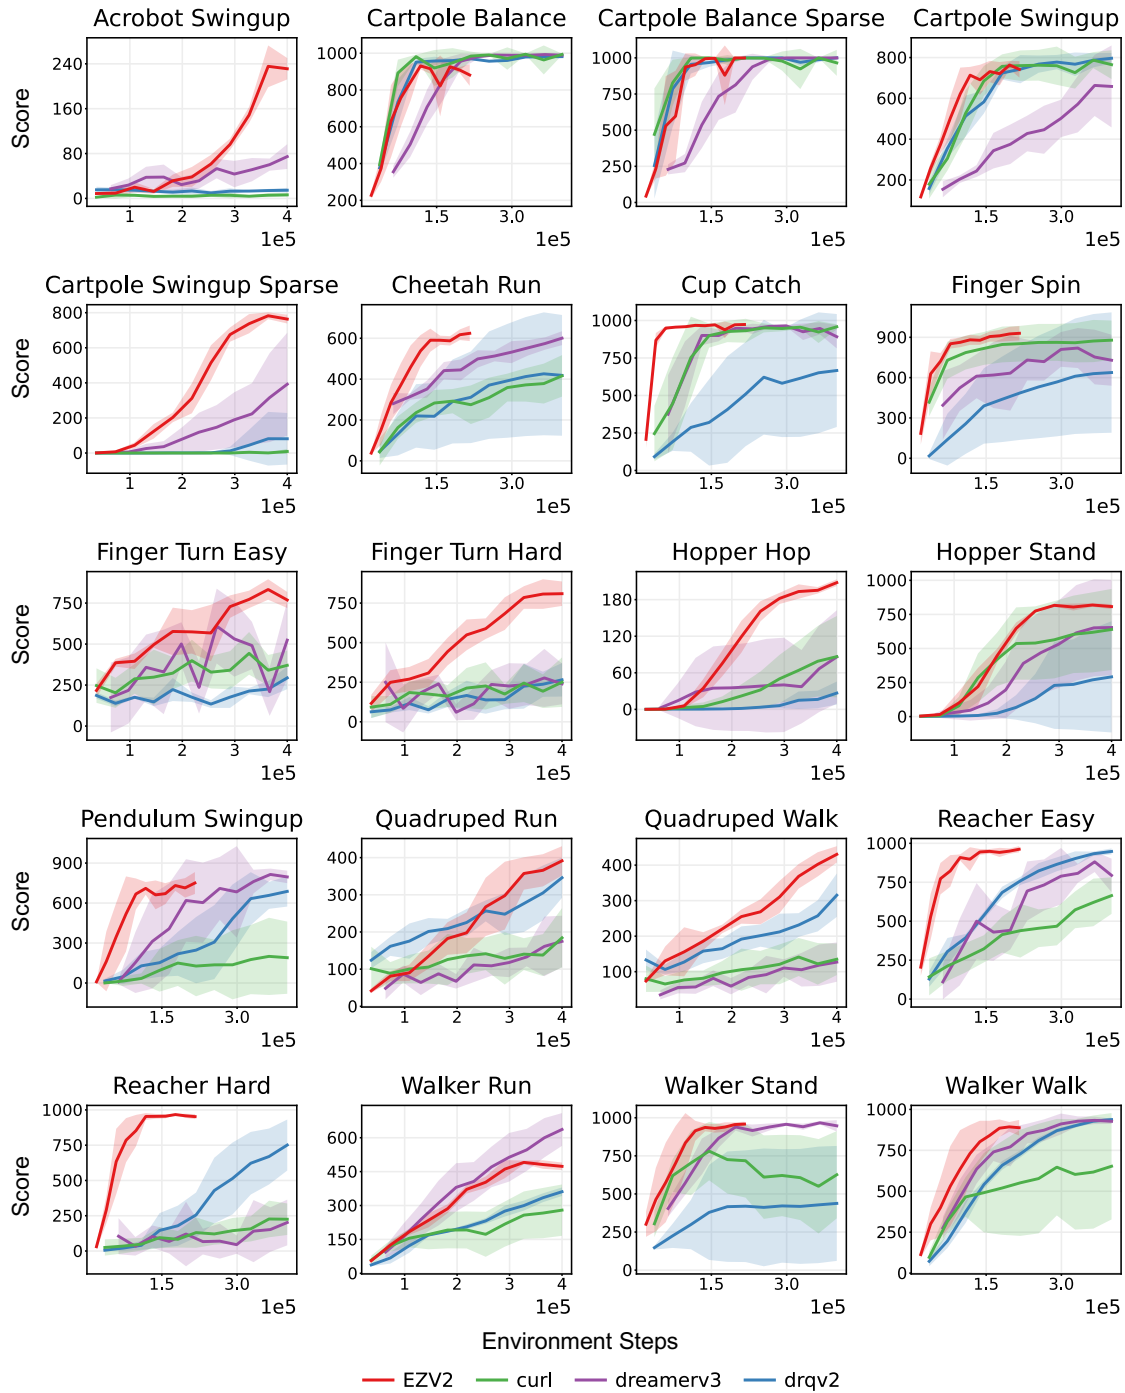 Acrobot Swingup
Cartpole Balance
Cartpole Balance Sparse
Cartpole Swingup
Score
240
160
80
0
1 2 3 4
1e5
1000
800
600
400
200
1.5 3.0
1e5
1000
750
500
250
0
1.5 3.0
1e5
800
600
400
200
1.5 3.0
1e5
Cartpole Swingup Sparse
Cheetah Run
Cup Catch
Finger Spin
Score
800
600
400
200
0
1 2 3 4
1e5
600
400
200
0
1.5 3.0
1e5
1000
750
500
250
0
1.5 3.0
1e5
900
600
300
0
1.5 3.0
1e5
Finger Turn Easy
Finger Turn Hard
Hopper Hop
Hopper Stand
Score
750
500
250
0
1 2 3 4
1e5
750
500
250
0
1 2 3 4
1e5
180
120
60
0
1 2 3 4
1e5
1000
750
500
250
0
1 2 3 4
1e5
Pendulum Swingup
Quadruped Run
Quadruped Walk
Reacher Easy
Score
900
600
300
0
1.5 3.0
1e5
400
300
200
100
0
1 2 3 4
1e5
400
300
200
100
1 2 3 4
1e5
1000
750
500
250
0
1.5 3.0
1e5
Reacher Hard
Walker Run
Walker Stand
Walker Walk
Score
1000
750
500
250
0
1.5 3.0
1e5
600
450
300
150
0
1 2 3 4
1e5
1000
750
500
250
0
1.5 3.0
1e5
1000
750
500
250
0
1.5 3.0
1e5
Environment Steps
EZV2 curl dreamerv3 drqv2